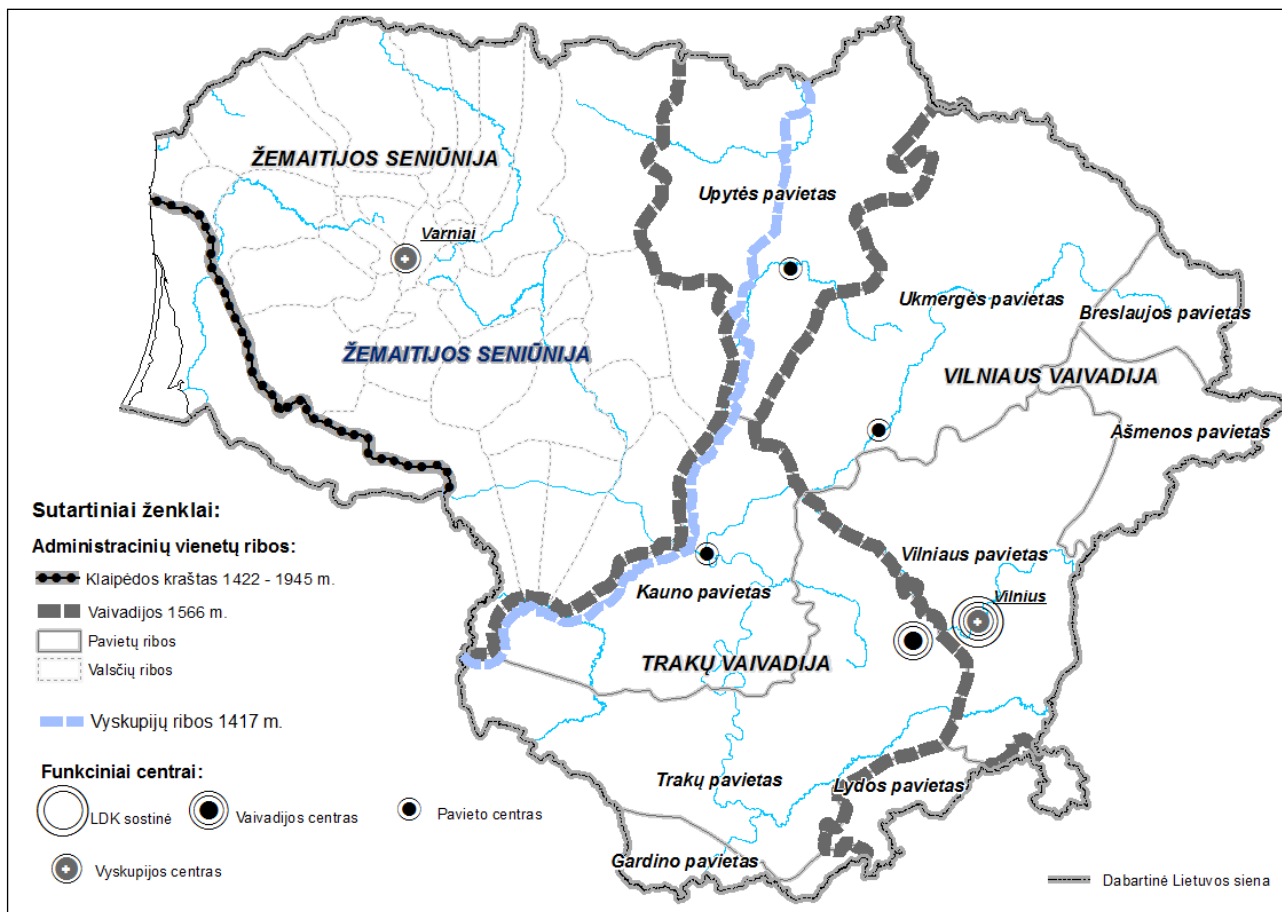 ŽEMAITIJOS SENIŪNIJA
Upytės pavietas
Varniai
Ukmergės pavietas
Breslaujos pavietas
ŽEMAITIJOS SENIŪNIJA
VILNIAUS VAIVADIJA
Ašmenos pavietas
Vilniaus pavietas
Kauno pavietas
Vilnius
TRAKŲ VAIVADIJA
Trakų pavietas
Lydos pavietas
Gardino pavietas
Sutartiniai ženklai:
Administracinių vienetų ribos:
Klaipėdos kraštas 1422 - 1945 m.
Vaivadijos 1566 m.
Pavietų ribos
Valsčių ribos
Vyskupijų ribos 1417 m.
Funkciniai centrai:
LDK sostinė
Vaivadijos centras
Pavieto centras
Vyskupijos centras
Dabartinė Lietuvos siena